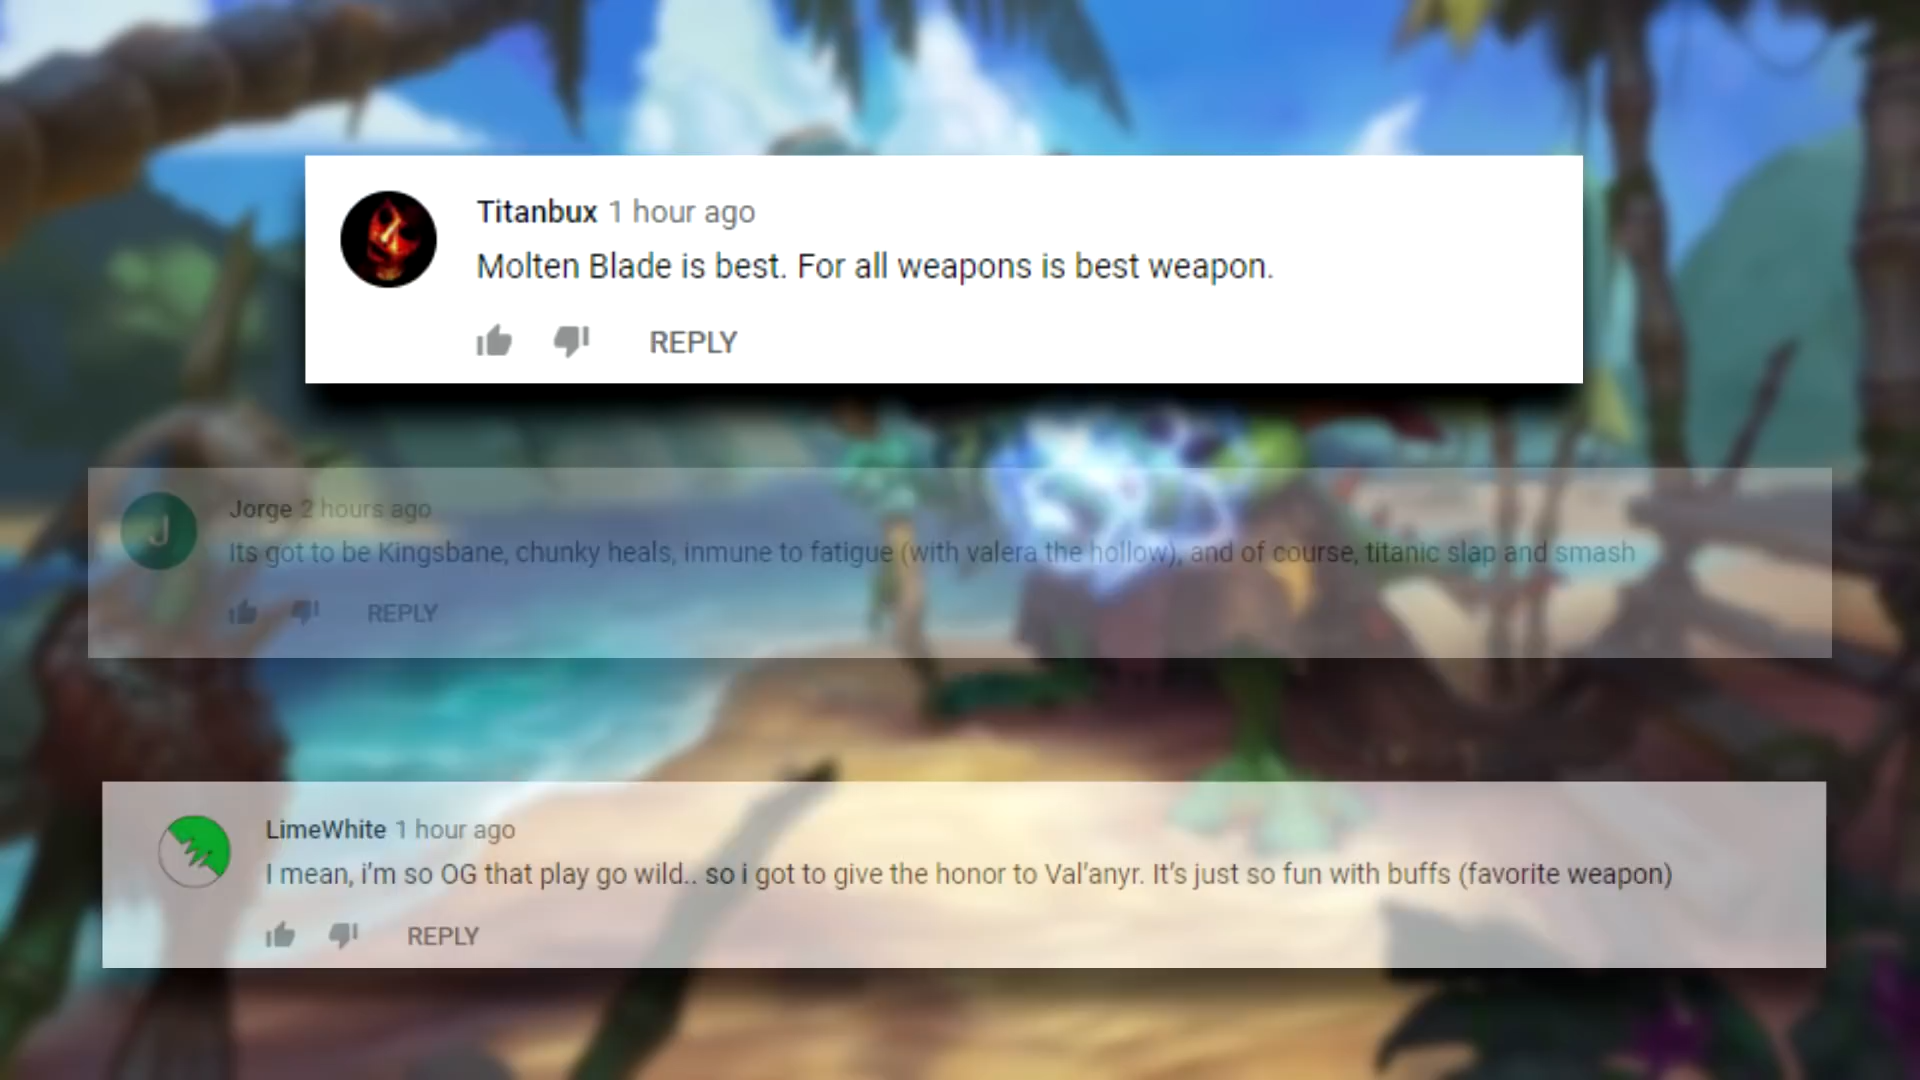 Titanbux 1 hour ago
Molten Blade is best. For all weapons is best weapon.
REPLY
J
Jorge 2 hours ago
Its got to be Kingsbane, chunky heals, inmune to fatigue (with valera the hollow), and of course, titanic slap and smash
REPLY
LimeWhite 1 hour ago
I mean, i'm so OG that play go wild.. so i got to give the honor to Val'anyr. It's just so fun with buffs (favorite weapon)
REPLY